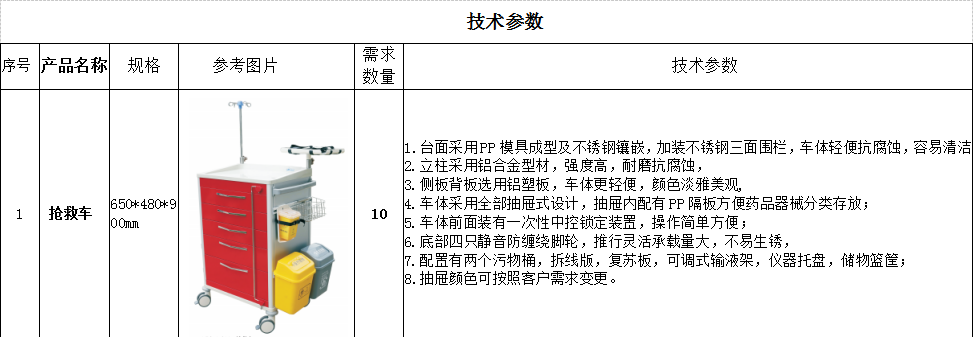 技术参数
序号 产品名称 规格 参考图片 需求数量 技术参数
1 抢救车 650*480*900mm 10
1.台面采用PP模具成型及不锈钢镶嵌，加装不锈钢三面围栏，车体轻便抗腐蚀，容易清洁
2.立柱采用铝合金型材，强度高，耐磨抗腐蚀，
3.侧板背板选用铝塑板，车体更轻便，颜色淡雅美观，
4.车体采用全部抽屉式设计，抽屉内配有PP隔板方便药品器械分类存放；
5.车体前面装有一次性中控锁定装置，操作简单方便；
6.底部四只静音防缠绕脚轮，推行灵活承载量大，不易生锈，
7.配置有两个污物桶，拆线版，复苏板，可调式输液架，仪器托盘，储物篮筐；
8.抽屉颜色可按照客户需求变更。